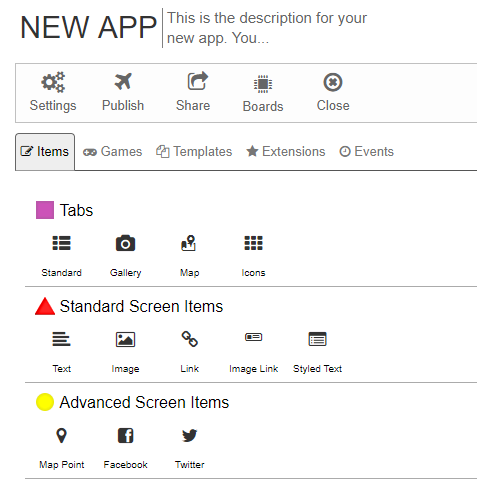 NEW APP
This is the description for your
new app. You...
Settings Publish Share Boards Close
Items Games Templates Extensions Events
Tabs
Standard Gallery Map Icons
Standard Screen Items
Text Image Link Image Link Styled Text
Advanced Screen Items
Map Point Facebook Twitter